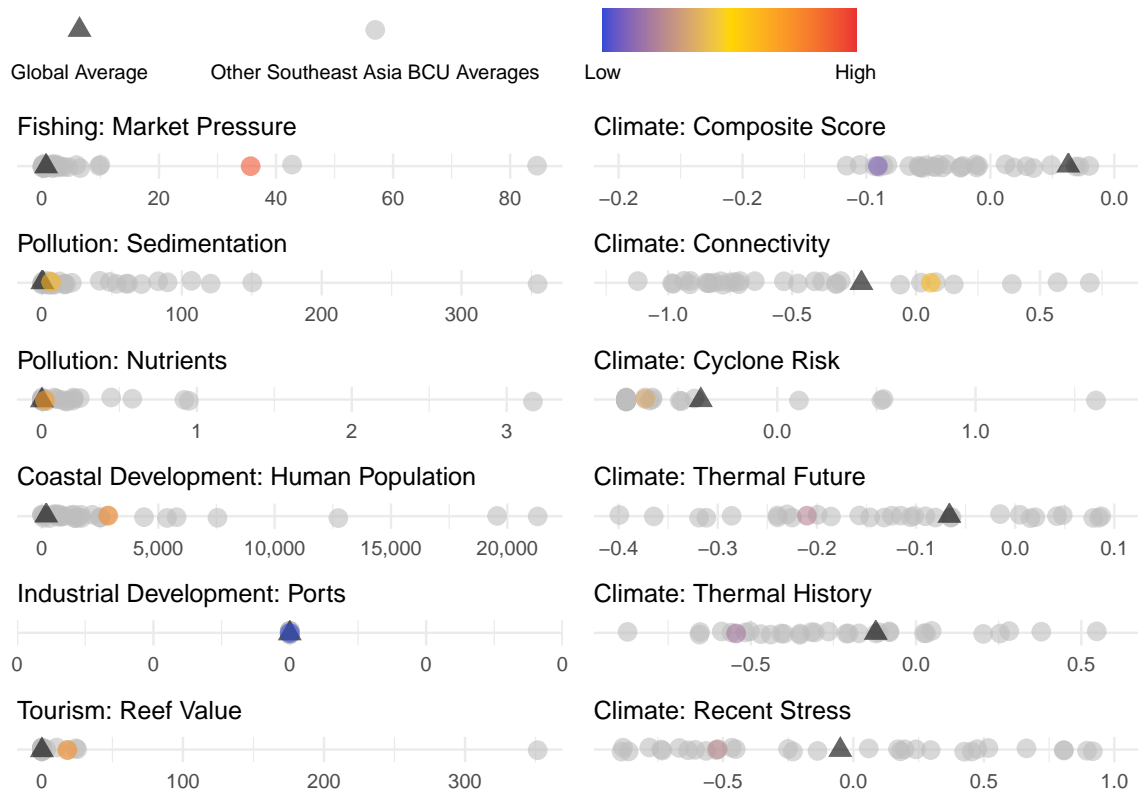 Global Average
Other Southeast Asia BCU Averages
Low
High
Fishing: Market Pressure
0 20 40 60 80
Climate: Composite Score
−0.2 −0.2 −0.1 0.0 0.0
Pollution: Sedimentation
0 100 200 300
Climate: Connectivity
−1.0 −0.5 0.0 0.5
Pollution: Nutrients
0 1 2 3
Climate: Cyclone Risk
0.0 1.0
Coastal Development: Human Population
0 5,000 10,000 15,000 20,000
Climate: Thermal Future
−0.4 −0.3 −0.2 −0.1 0.0 0.1
Industrial Development: Ports
0 0 0 0 0
Climate: Thermal History
−0.5 0.0 0.5
Tourism: Reef Value
0 100 200 300
Climate: Recent Stress
−0.5 0.0 0.5 1.0